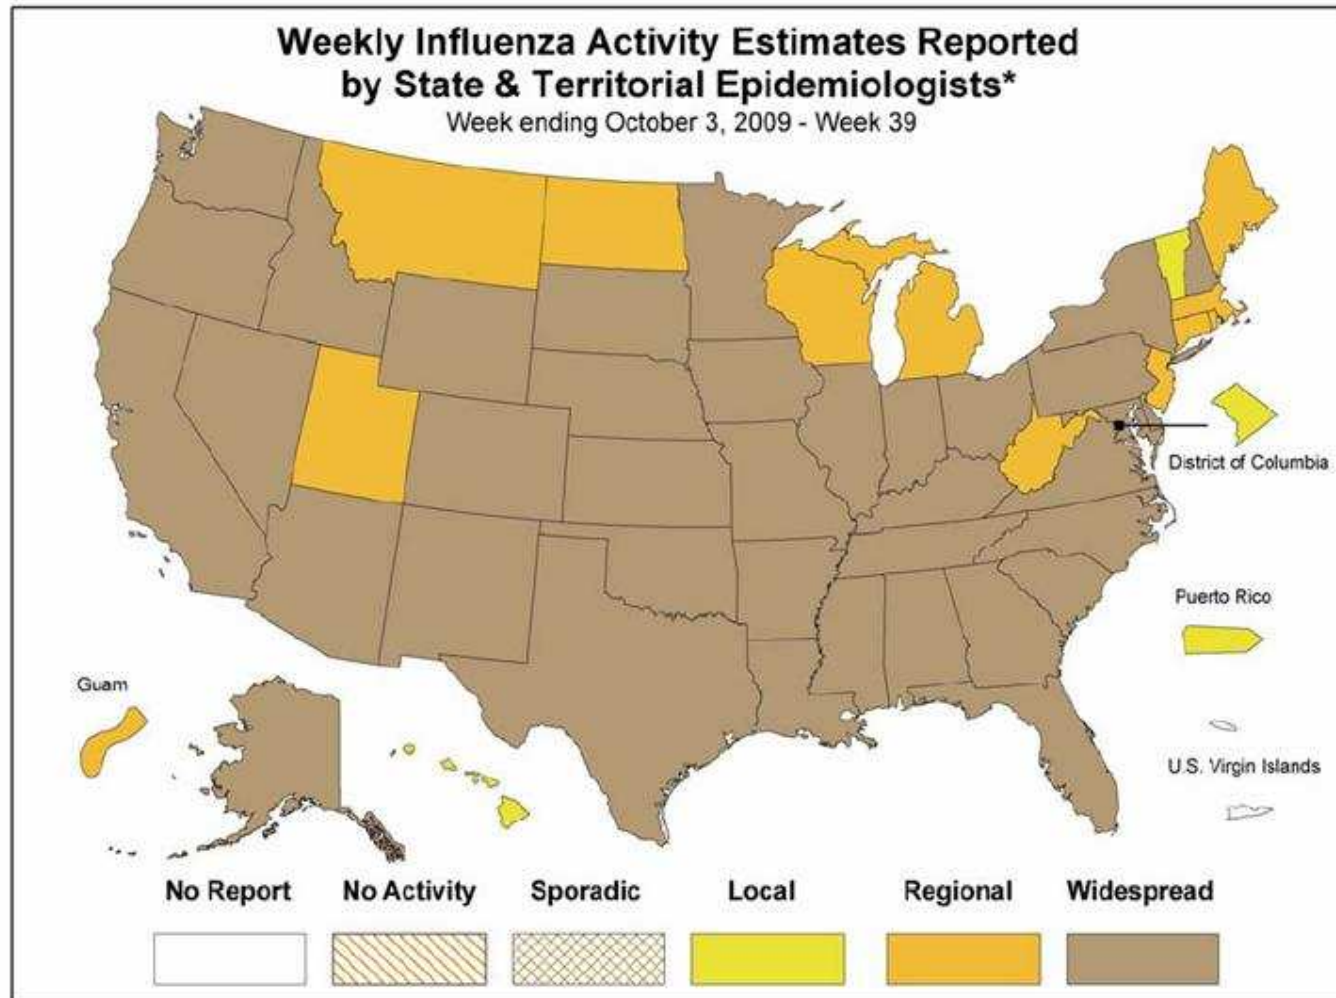 Weekly Influenza Activity Estimates Reported
by State & Territorial Epidemiologists*
Week ending October 3, 2009 - Week 39
District of Columbia
Puerto Rico
Guam
U.S. Virgin Islands
No Report No Activity Sporadic Local Regional Widespread